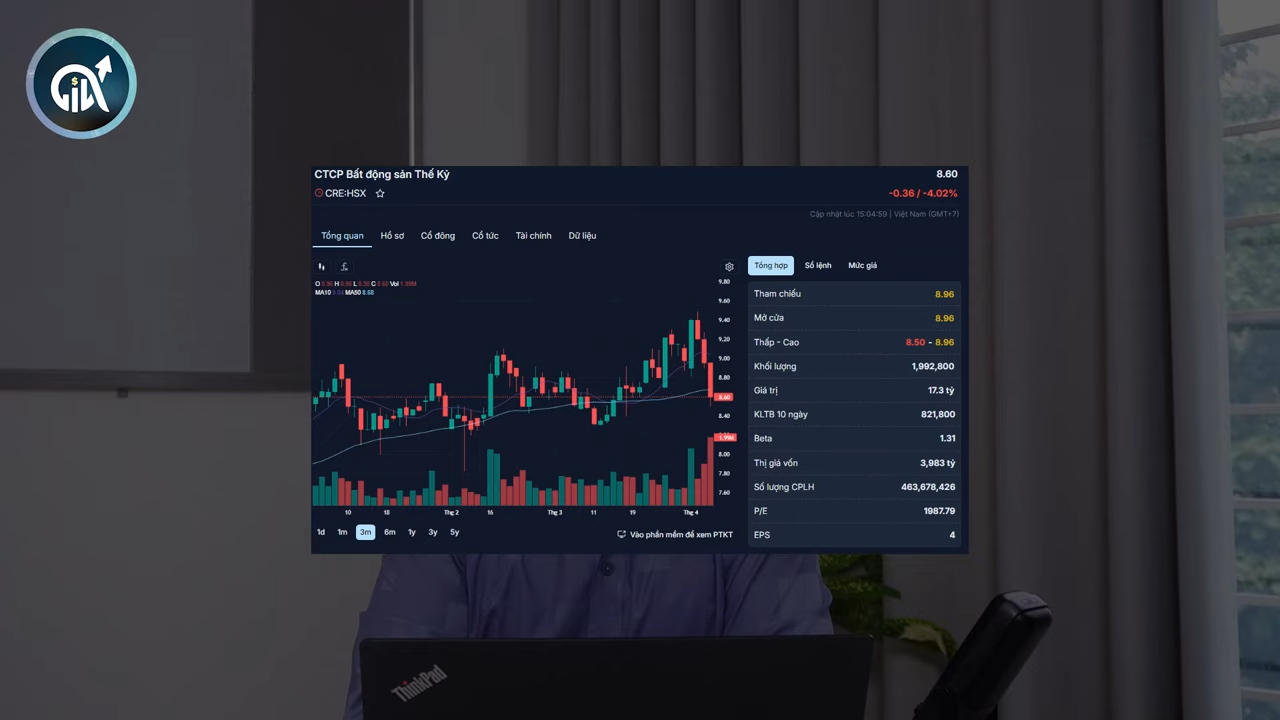 CTCP Bất động sản Thế Kỷ
8.60
CRE:HSX
-0.36 / -4.02%
Cập nhật lúc 15:04:59 | Việt Nam (GMT+7)
Tổng quan Hồ sơ Cổ đông Cổ tức Tài chính Dữ liệu
Tổng hợp Sổ lệnh Mức giá
MA10 MA50 8.68
9.80
9.60
9.40
9.20
9.00
8.80
8.60
8.40
1.99M
8.00
7.80
7.60
10 18 Thg 2 16 Thg 3 11 19 Thg 4
1d 1m 3m 6m 1y 3y 5y
Vào phần mềm để xem PTKT
Tham chiếu 8.96
Mở cửa 8.96
Thấp - Cao 8.50 - 8.96
Khối lượng 1,992,800
Giá trị 17.3 tỷ
KLTB 10 ngày 821,800
Beta 1.31
Thị giá vốn 3,983 tỷ
Số lượng CPLH 463,678,426
P/E 1987.79
EPS 4
ThinkPad